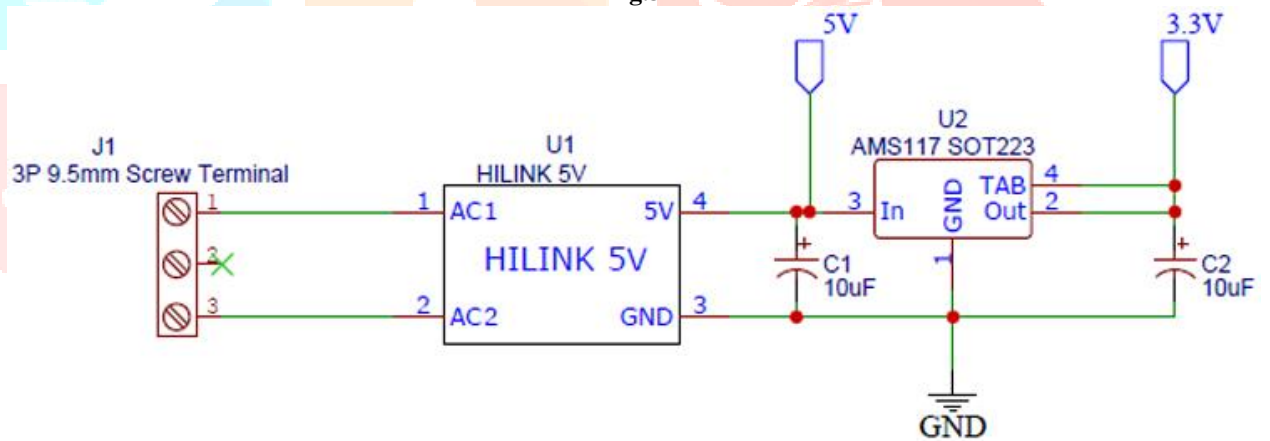 5V
3.3V
J1
3P 9.5mm Screw Terminal
1
2
3
U1
HILINK 5V
1 AC1
5V 4
HILINK 5V
2 AC2
GND 3
U2
AMS117 SOT223
3 In
GND
1
TAB 4
Out 2
+
C1
10uF
+
C2
10uF
GND